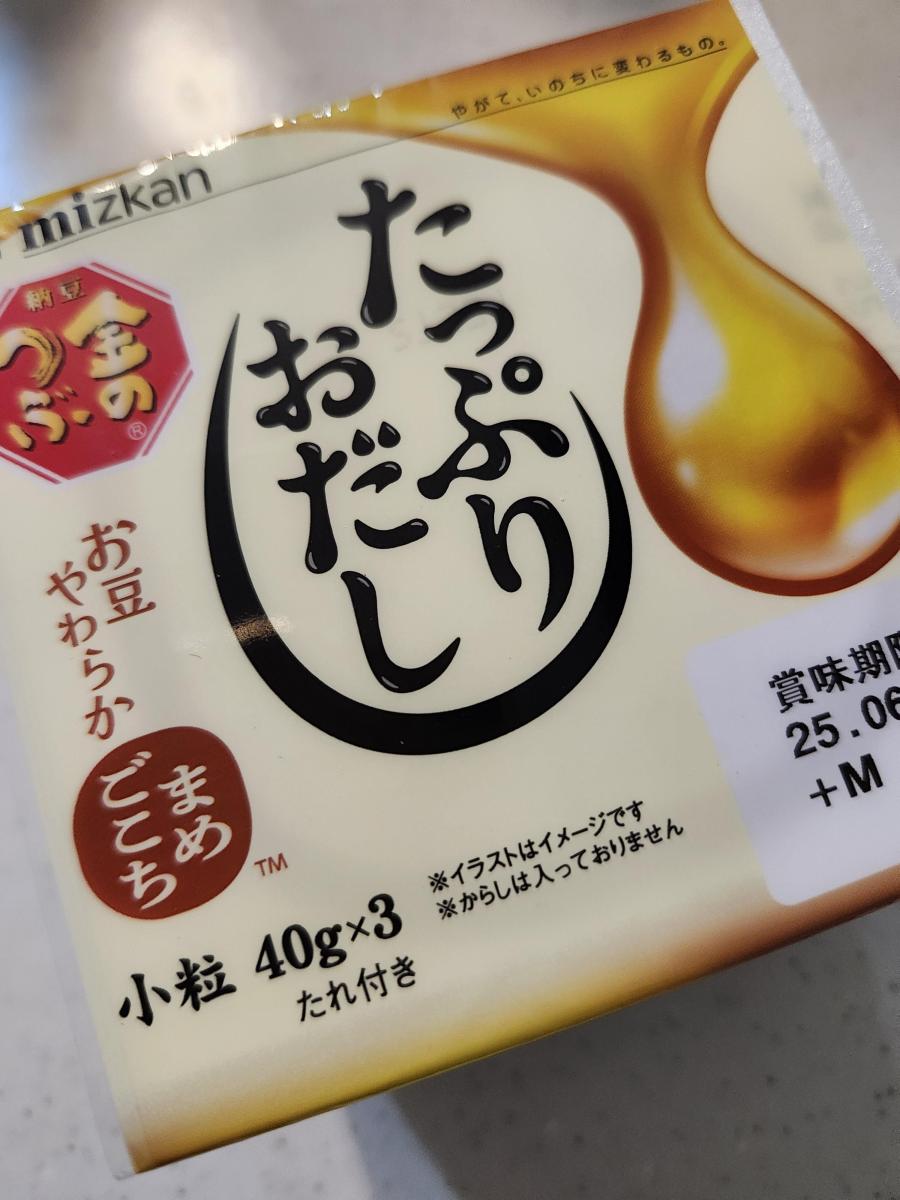 やがて、いのちに変わるもの。
mizkan
納豆
金の
つぶ®
たっぷり
おだし
お豆
やわらか
まめ
ごこち
TM
※イラストはイメージです
※からしは入っておりません
小粒 40g×3
たれ付き
賞味期限
25.06
+M